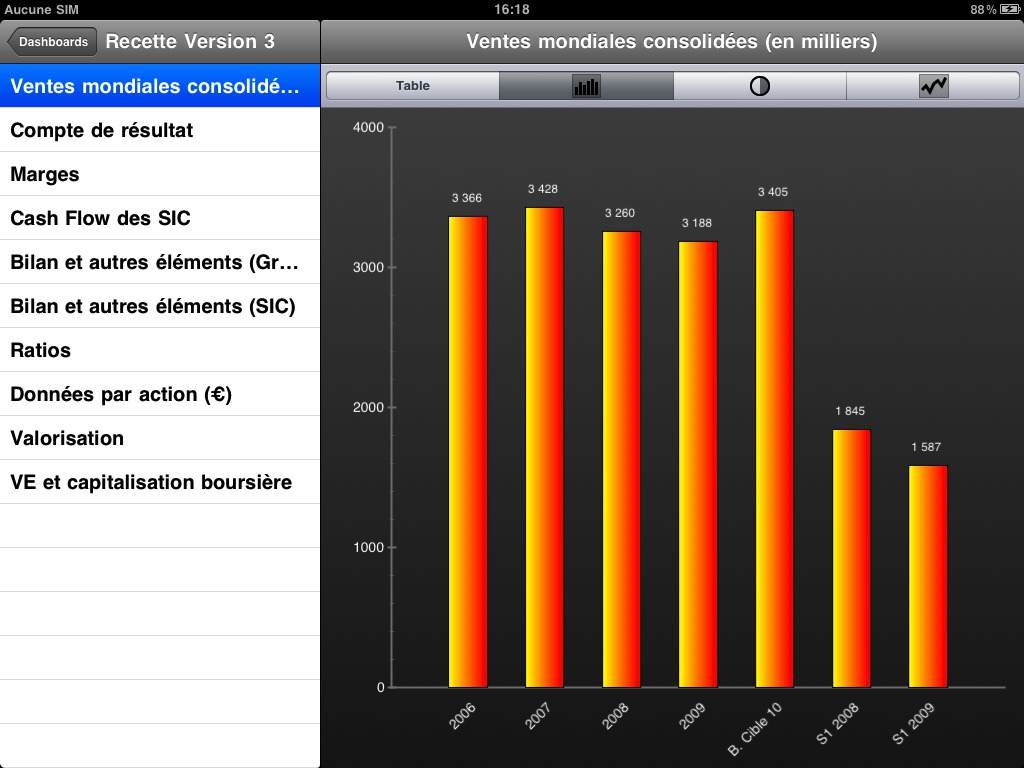 Aucune SIM
16:18
88 %
Dashboards
Recette Version 3
Ventes mondiales consolidées (en milliers)
Ventes mondiales consolidé...
Compte de résultat
Marges
Cash Flow des SIC
Bilan et autres éléments (Gr...
Bilan et autres éléments (SIC)
Ratios
Données par action (€)
Valorisation
VE et capitalisation boursière
Table
4000
3000
2000
1000
0
3 366
3 428
3 260
3 188
3 405
1 845
1 587
2006
2007
2008
2009
B. Cible 10
S1 2008
S1 2009